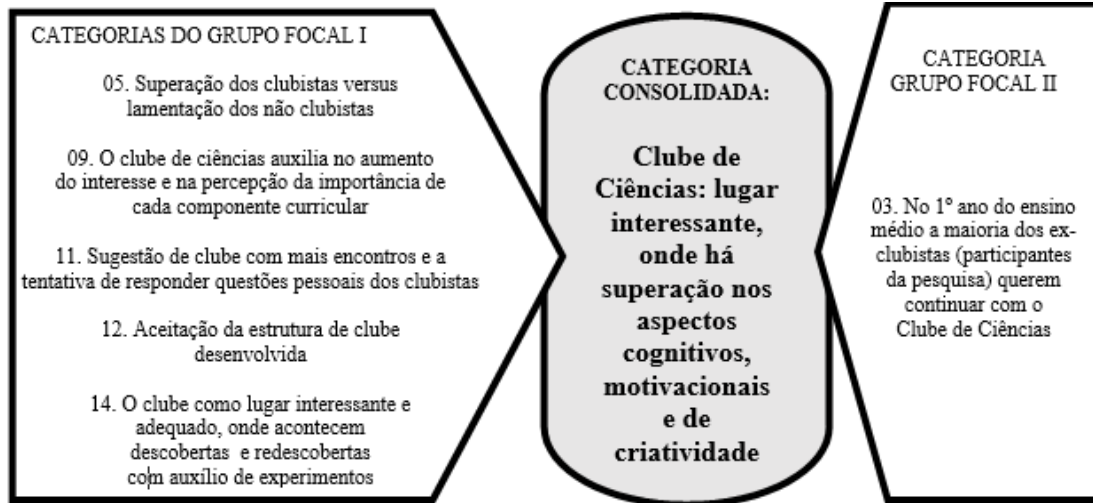 CATEGORIAS DO GRUPO FOCAL I
05. Superação dos clubistas versus
lamentação dos não clubistas
09. O clube de ciências auxilia no aumento
do interesse e na percepção da importância de
cada componente curricular
11. Sugestão de clube com mais encontros e a
tentativa de responder questões pessoais dos clubistas
12. Aceitação da estrutura de clube
desenvolvida
14. O clube como lugar interessante e
adequado, onde acontecem
descobertas e redescobertas
com auxílio de experimentos
CATEGORIA
CONSOLIDADA:
Clube de
Ciências: lugar
interessante,
onde há
superação nos
aspectos
cognitivos,
motivacionais
e de
criatividade
CATEGORIA
GRUPO FOCAL II
03. No 1º ano do ensino
médio a maioria dos ex-
clubistas (participantes
da pesquisa) querem
continuar com o
Clube de Ciências